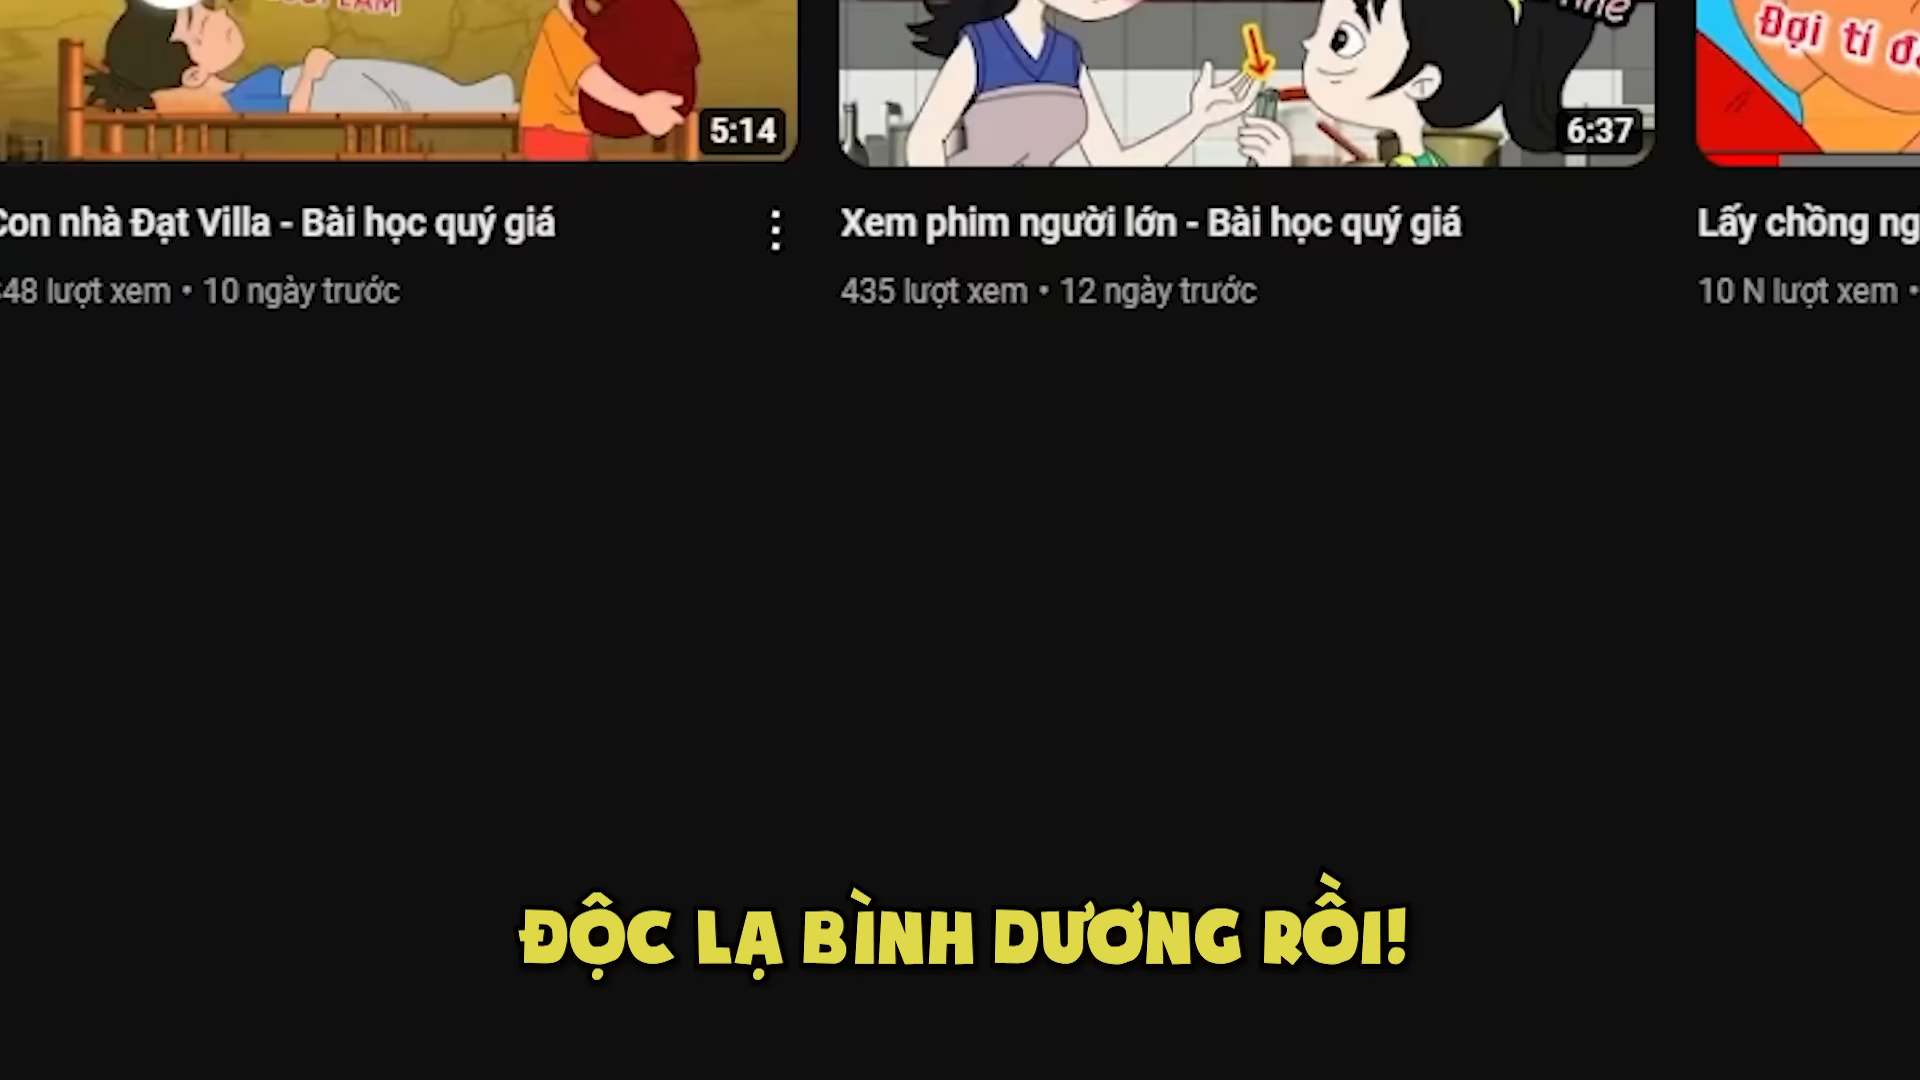 5:14
6:37
Đợi tí
Con nhà Đạt Villa - Bài học quý giá
Xem phim người lớn - Bài học quý giá
Lấy chồng
48 lượt xem • 10 ngày trước
435 lượt xem • 12 ngày trước
10 N lượt xem •
ĐỘC LẠ BÌNH DƯƠNG RỒI!